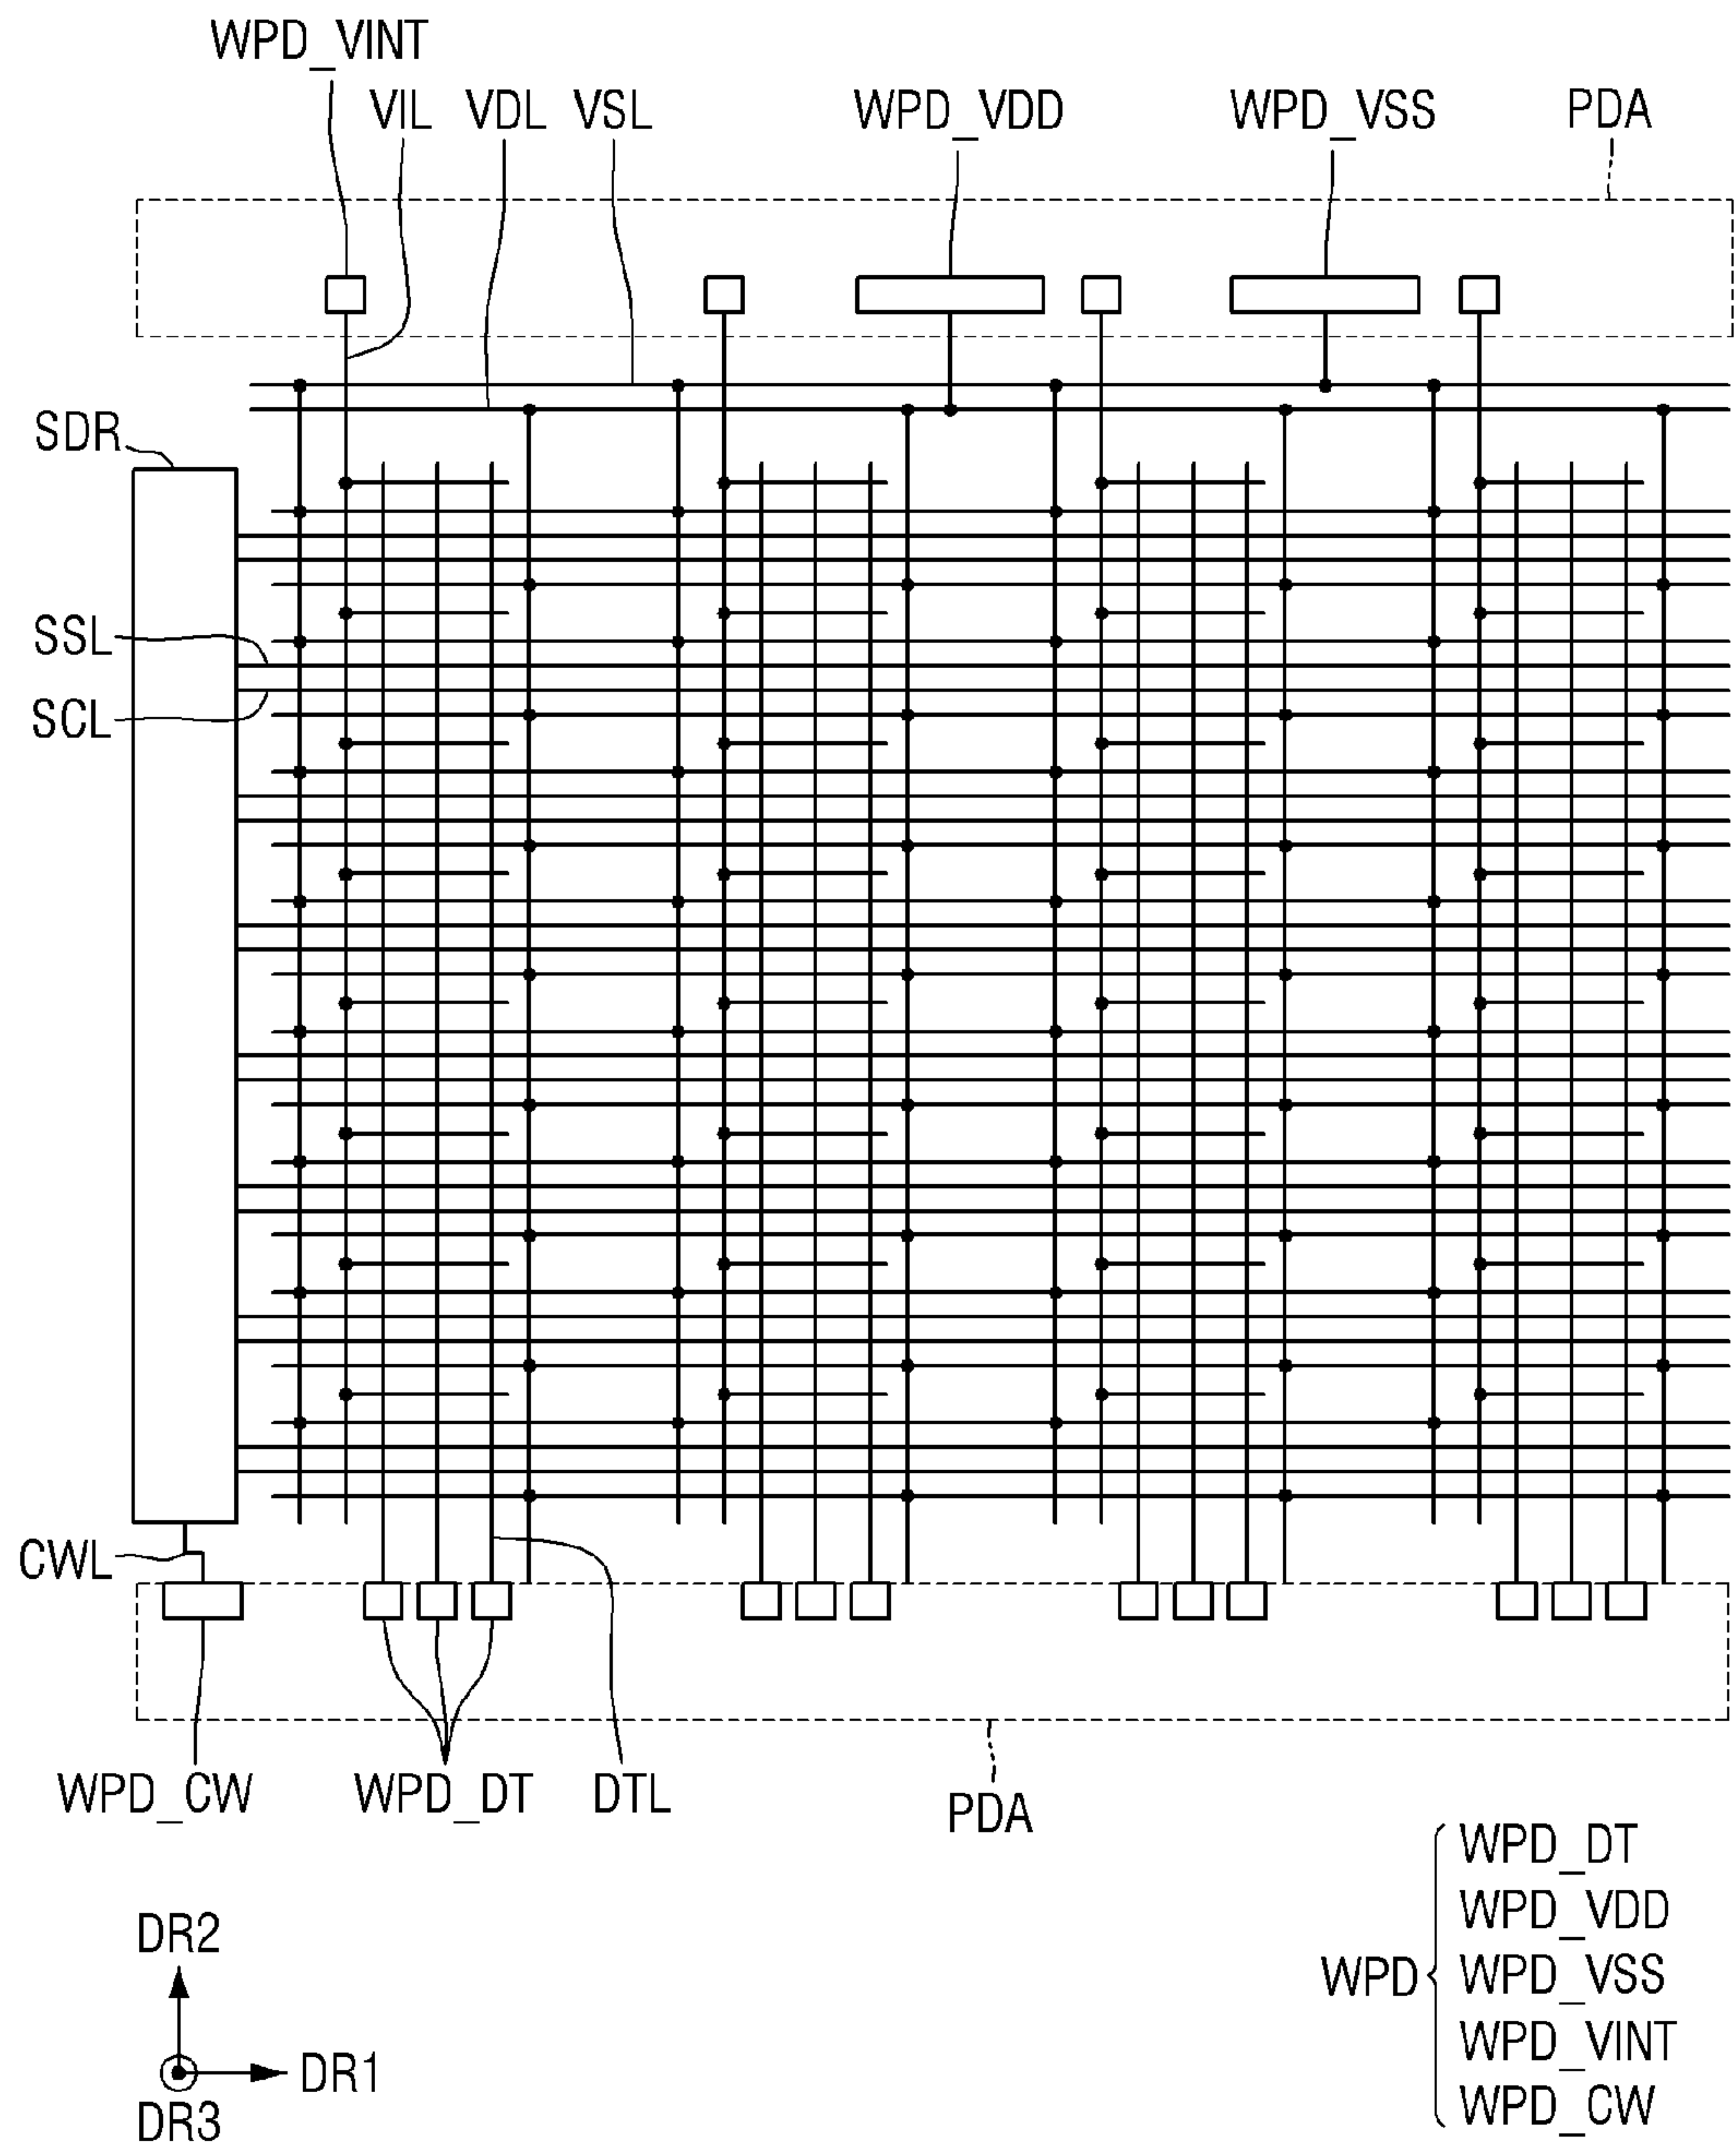 WPD_VINT
VIL VDL VSL WPD_VDD WPD_VSS PDA
SDR
SSL
SCL
CWL
WPD_CW WPD_DT DTL PDA
WPD_DT
WPD_VDD
WPD WPD_VSS
WPD_VINT
WPD_CW
DR2
DR1
DR3